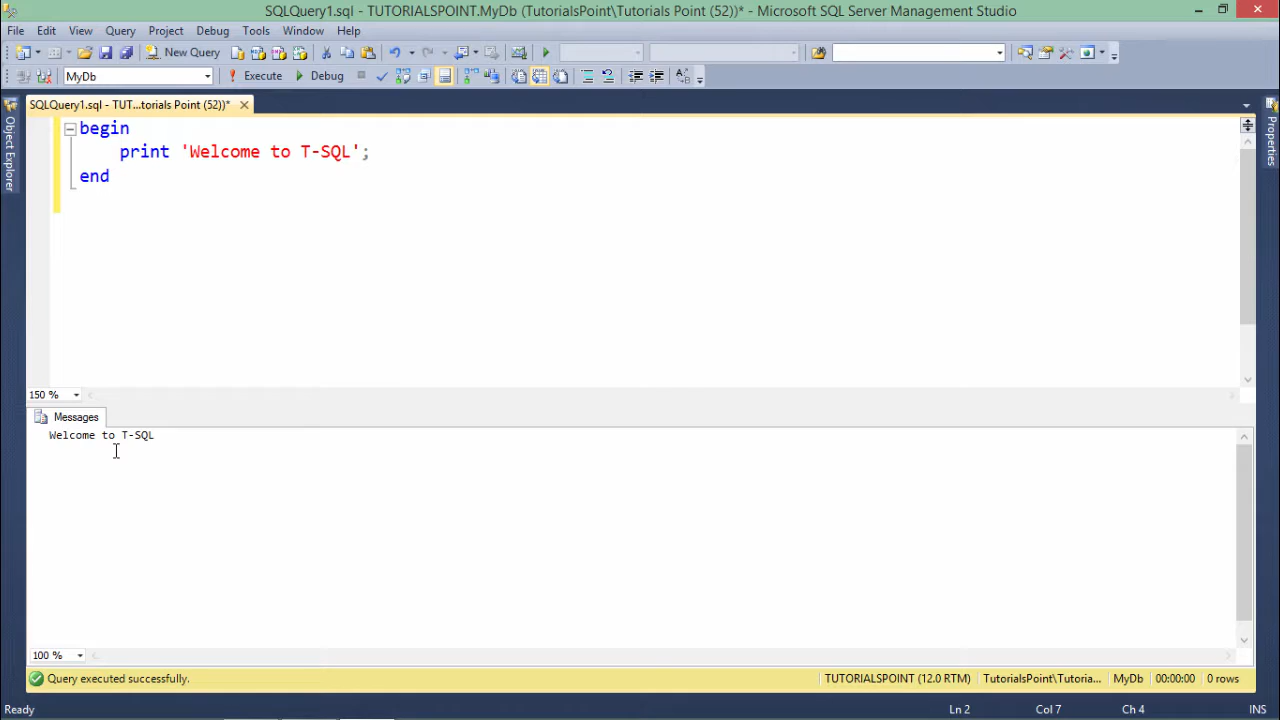 SQLQuery1.sql - TUTORIALSPOINT.MyDb (TutorialsPoint\Tutorials Point (52))* - Microsoft SQL Server Management Studio
File Edit View Query Project Debug Tools Window Help
New Query
MyDb Execute Debug
SQLQuery1.sql - TUT...torials Point (52))*
Object Explorer
Properties
begin
print 'Welcome to T-SQL';
end
150 %
Messages
Welcome to T-SQL
100 %
Query executed successfully. TUTORIALSPOINT (12.0 RTM) TutorialsPoint\Tutoria... MyDb 00:00:00 0 rows
Ready Ln 2 Col 7 Ch 4 INS